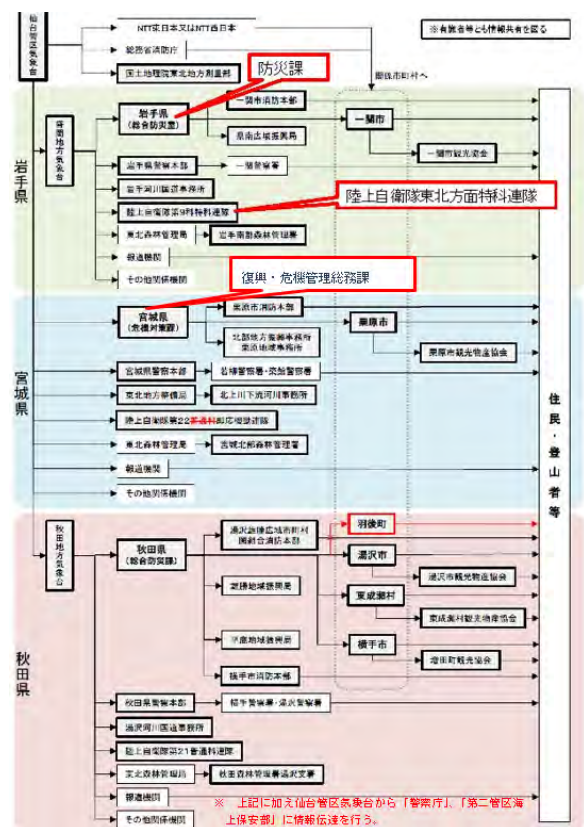 仙台管区気象台
NTT東日本又はNTT西日本
※有識者等とも情報共有を図る
総務省消防庁
国土地理院東北地方測量部
防災課
関係市町村へ
岩手県
盛岡地方気象台
岩手県
(総合防災室)
一関市消防本部
県南広域振興局
一関市
一関市観光協会
岩手県警察本部
一関警察署
岩手河川国道事務所
陸上自衛隊第9特科連隊
陸上自衛隊東北方面特科連隊
東北森林管理局
岩手南部森林管理署
報道機関
その他関係機関
復興・危機管理総務課
宮城県
宮城県
(危機対策課)
栗原市消防本部
北部地方振興事務所
栗原地域事務所
栗原市
栗原市観光物産協会
宮城県警察本部
若柳警察署・築館警察署
東北地方整備局
北上川下流河川事務所
陸上自衛隊第22普通科即応機動連隊
東北森林管理局
宮城北部森林管理署
報道機関
その他関係機関
住民・登山者等
秋田県
秋田地方気象台
秋田県
(総合防災課)
湯沢雄勝広域市町村
圏組合消防本部
羽後町
湯沢市
湯沢市観光物産協会
雄勝地域振興局
東成瀬村
東成瀬村観光物産協会
平鹿地域振興局
横手市
増田町観光協会
横手市消防本部
秋田県警察本部
横手警察署・湯沢警察署
湯沢河川国道事務所
陸上自衛隊第21普通科連隊
東北森林管理局
秋田森林管理署湯沢支署
報道機関
その他関係機関
※ 上記に加え仙台管区気象台から「警察庁」、「第二管区海
上保安部」に情報伝達を行う。